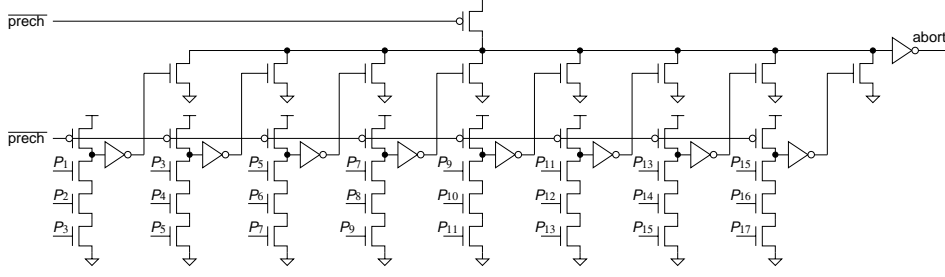 prech
abort
prech
P1 P3 P5 P7 P9 P11 P13 P15
P2 P4 P6 P8 P10 P12 P14 P16
P3 P5 P7 P9 P11 P13 P15 P17